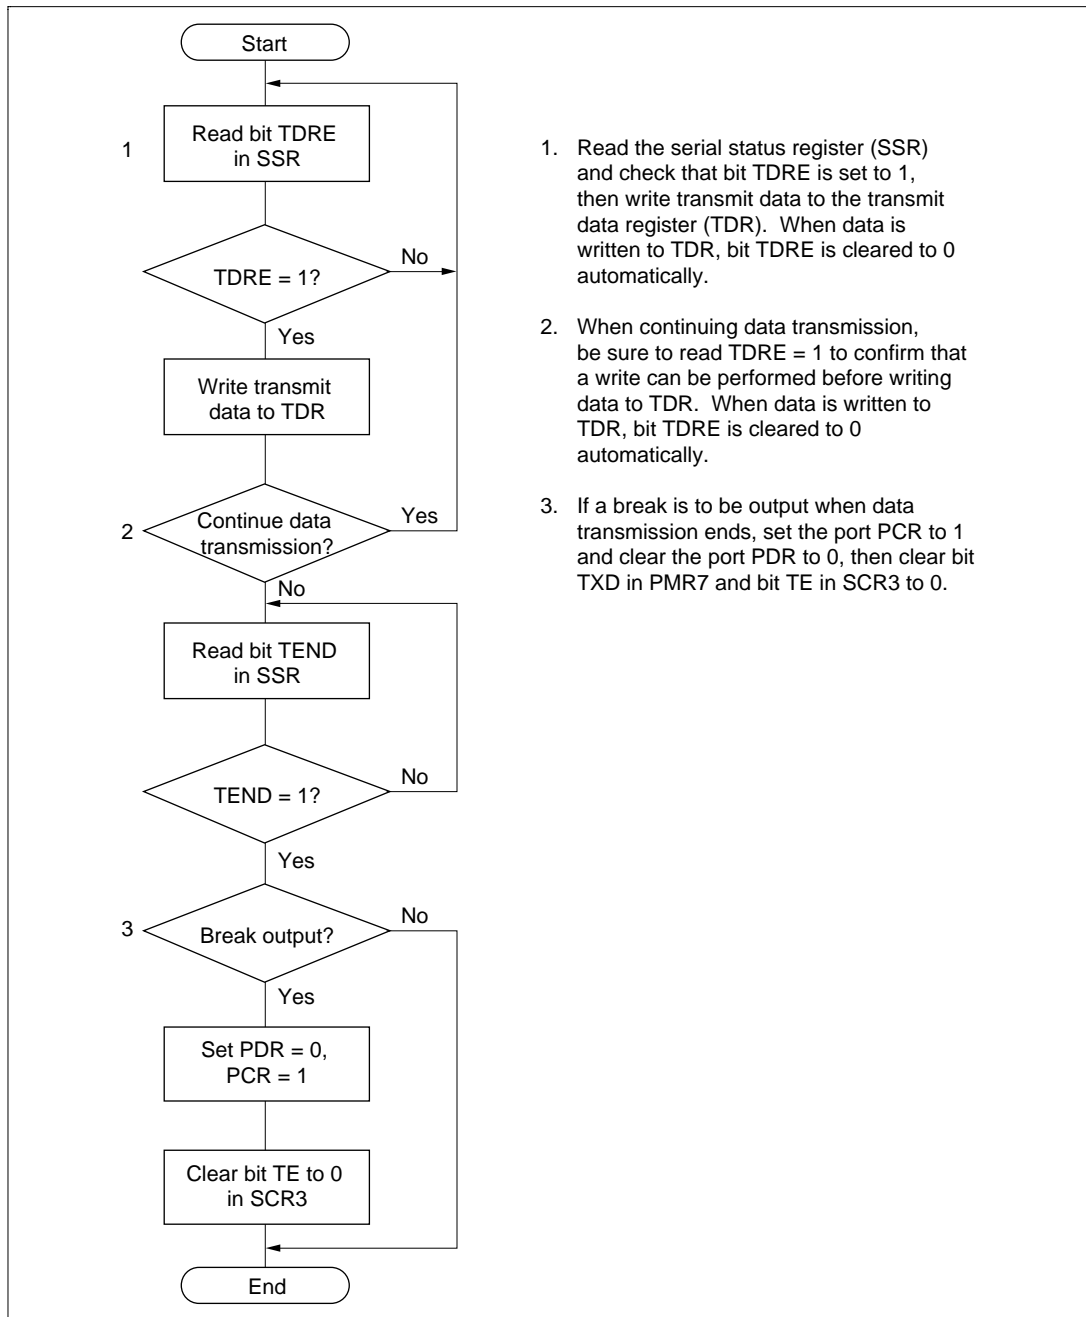 Start
1
Read bit TDRE
in SSR
TDRE = 1?
No
Yes
Write transmit
data to TDR
2
Continue data
transmission?
Yes
No
Read bit TEND
in SSR
TEND = 1?
No
Yes
3
Break output?
No
Yes
Set PDR = 0,
PCR = 1
Clear bit TE to 0
in SCR3
End
1. Read the serial status register (SSR)
and check that bit TDRE is set to 1,
then write transmit data to the transmit
data register (TDR). When data is
written to TDR, bit TDRE is cleared to 0
automatically.
2. When continuing data transmission,
be sure to read TDRE = 1 to confirm that
a write can be performed before writing
data to TDR. When data is written to
TDR, bit TDRE is cleared to 0
automatically.
3. If a break is to be output when data
transmission ends, set the port PCR to 1
and clear the port PDR to 0, then clear bit
TXD in PMR7 and bit TE in SCR3 to 0.